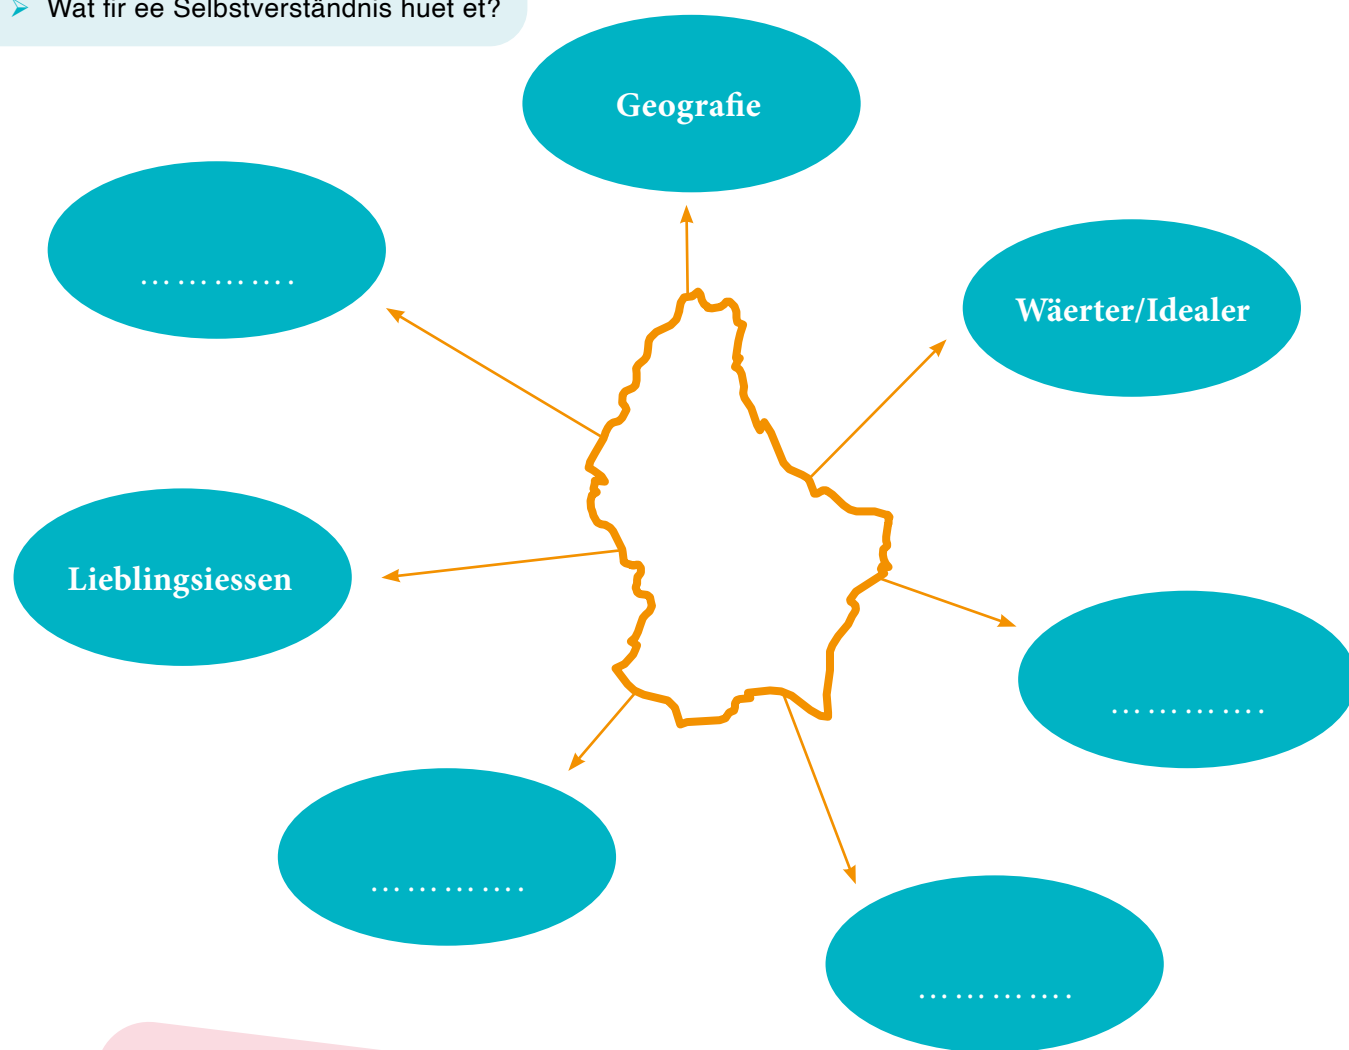 ➢ Wat fir ee Selbstverständnis huet et?
Geografie
.............
Wäerter/Idealer
Lieblingsiessen
.............
.............
.............